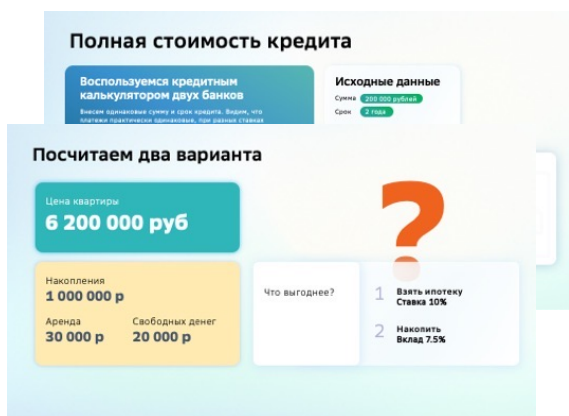 Полная стоимость кредита
Воспользуемся кредитным
калькулятором двух банков
Внесем одинаковые сумму и срок кредита. Видим, что
платежи практически одинаковые, при разных ставках
Исходные данные
Сумма 200 000 рублей
Срок 2 года
Посчитаем два варианта
Цена квартиры
6 200 000 руб
?
Накопления
1 000 000 р
Аренда Свободных денег
30 000 р 20 000 р
Что выгоднее?
1 Взять ипотеку
Ставка 10%
2 Накопить
Вклад 7.5%